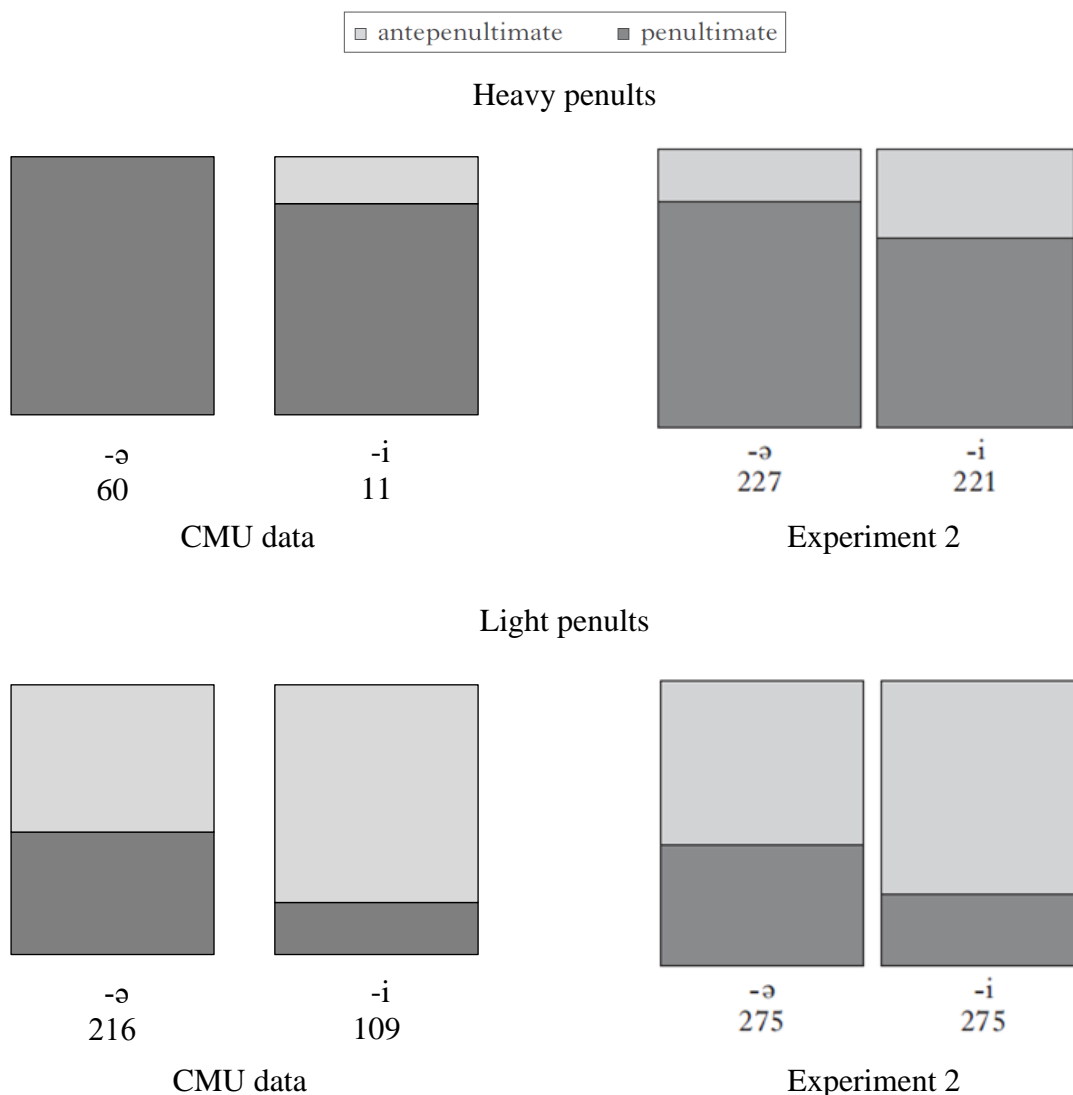 antepenultimate penultimate
Heavy penults
-ə -i -ə -i
60 11 227 221
CMU data Experiment 2
Light penults
-ə -i -ə -i
216 109 275 275
CMU data Experiment 2